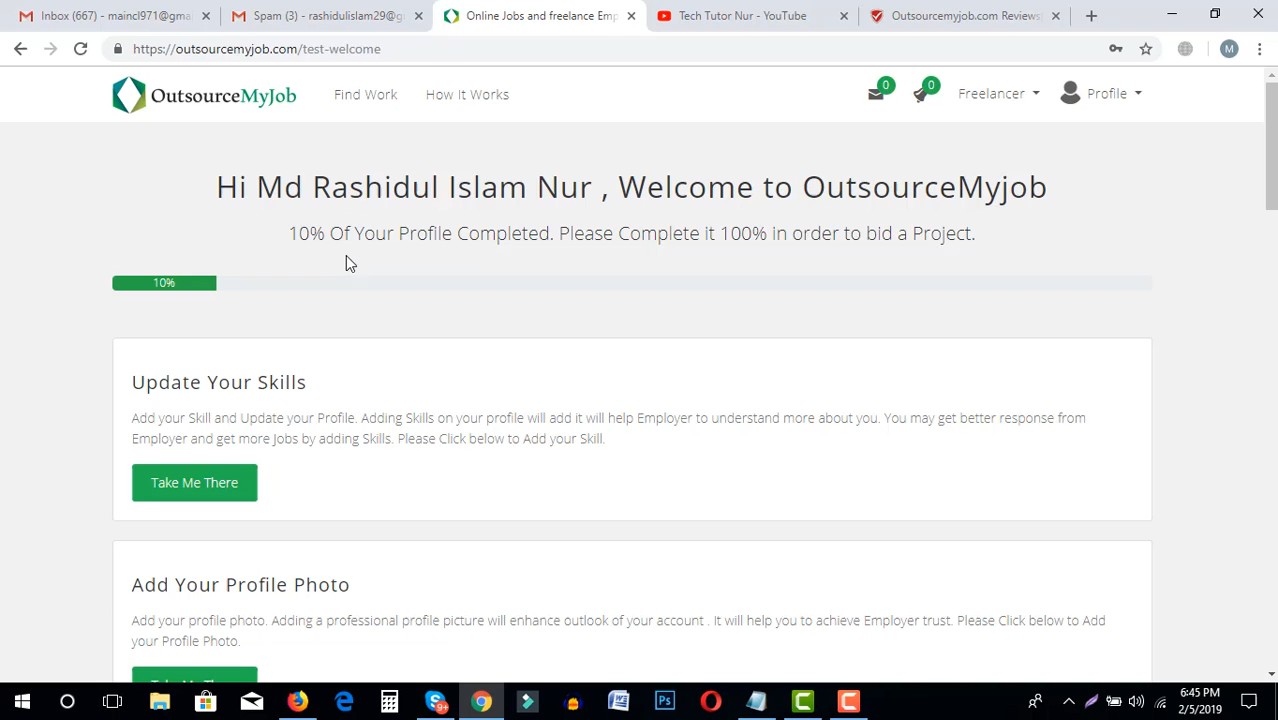 Inbox (667) - maincl971@gma
Spam (3) - rashidulislam29@g
Online Jobs and freelance Emp
Tech Tutor Nur - YouTube
Outsourcemyjob.com Reviews
https://outsourcemyjob.com/test-welcome
M
OutsourceMyJob
Find Work
How It Works
0
0
Freelancer
Profile
Hi Md Rashidul Islam Nur , Welcome to OutsourceMyjob
10% Of Your Profile Completed. Please Complete it 100% in order to bid a Project.
10%
Update Your Skills
Add your Skill and Update your Profile. Adding Skills on your profile will add it will help Employer to understand more about you. You may get better response from
Employer and get more Jobs by adding Skills. Please Click below to Add your Skill.
Take Me There
Add Your Profile Photo
Add your profile photo. Adding a professional profile picture will enhance outlook of your account . It will help you to achieve Employer trust. Please Click below to Add
your Profile Photo.
Take Me There
9+
Ps
6:45 PM
2/5/2019